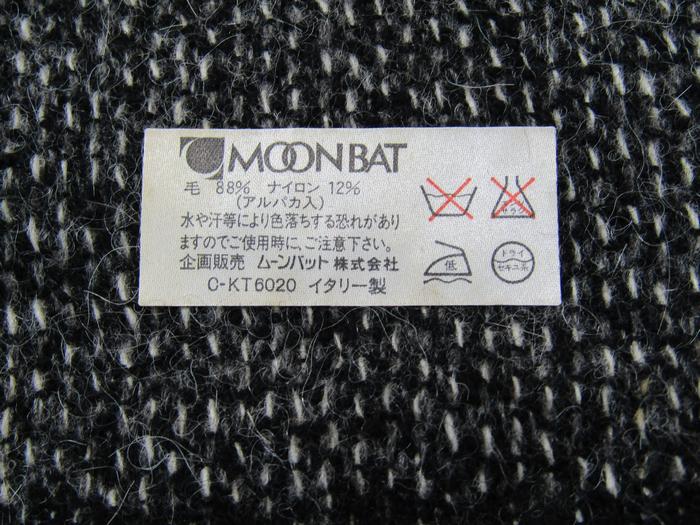 MOONBAT
毛 88% ナイロン 12%
(アルパカ入)
水や汗等により色落ちする恐れがあり
ますのでご使用時に、ご注意下さい。
企画販売 ムーンバット株式会社
C-KT6020 イタリー製
サラシ
低
ドライ
セキユ系